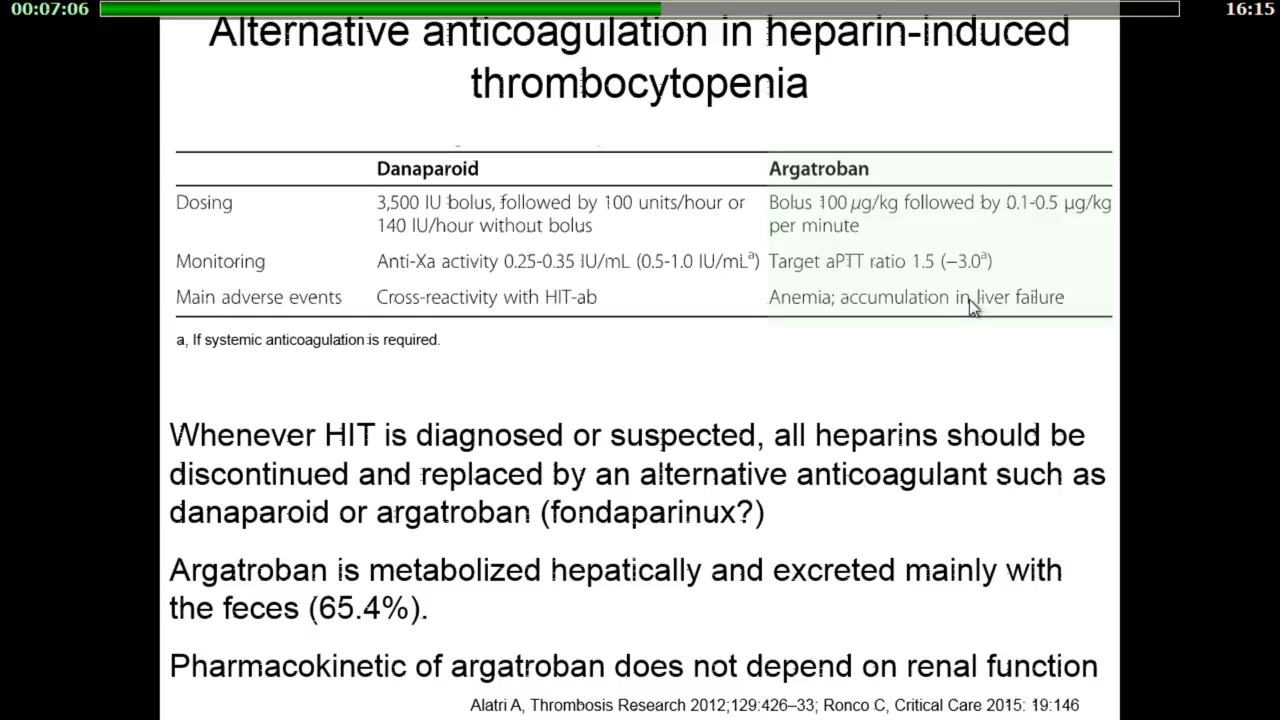 00:07:06
16:15
Alternative anticoagulation in heparin-induced
thrombocytopenia
Danaparoid Argatroban
Dosing 3,500 IU bolus, followed by 100 units/hour or Bolus 100 µg/kg followed by 0.1-0.5 µg/kg
140 IU/hour without bolus per minute
Monitoring Anti-Xa activity 0.25-0.35 IU/mL (0.5-1.0 IU/mLᵃ) Target aPTT ratio 1.5 (−3.0ᵃ)
Main adverse events Cross-reactivity with HIT-ab Anemia; accumulation in liver failure
a, If systemic anticoagulation is required.
Whenever HIT is diagnosed or suspected, all heparins should be
discontinued and replaced by an alternative anticoagulant such as
danaparoid or argatroban (fondaparinux?)
Argatroban is metabolized hepatically and excreted mainly with
the feces (65.4%).
Pharmacokinetic of argatroban does not depend on renal function
Alatri A, Thrombosis Research 2012;129:426–33; Ronco C, Critical Care 2015: 19:146